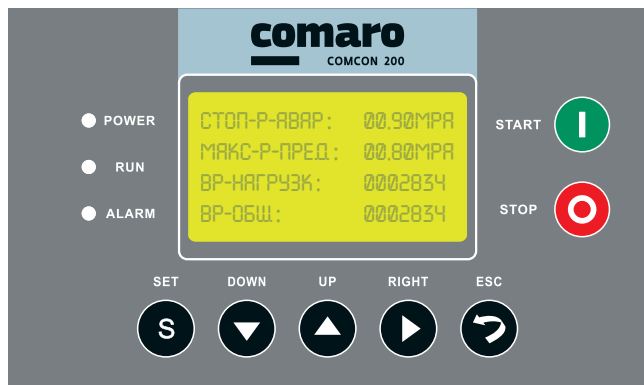 comaro
COMCON 200
СТОП-Р-АВАР: 00.90MPA
МАКС-Р-ПРЕД.: 00.80MPA
ВР-НАГРУЗК: 0002834
ВР-ОБЩ.: 0002834
POWER
RUN
ALARM
START
STOP
SET DOWN UP RIGHT ESC
S